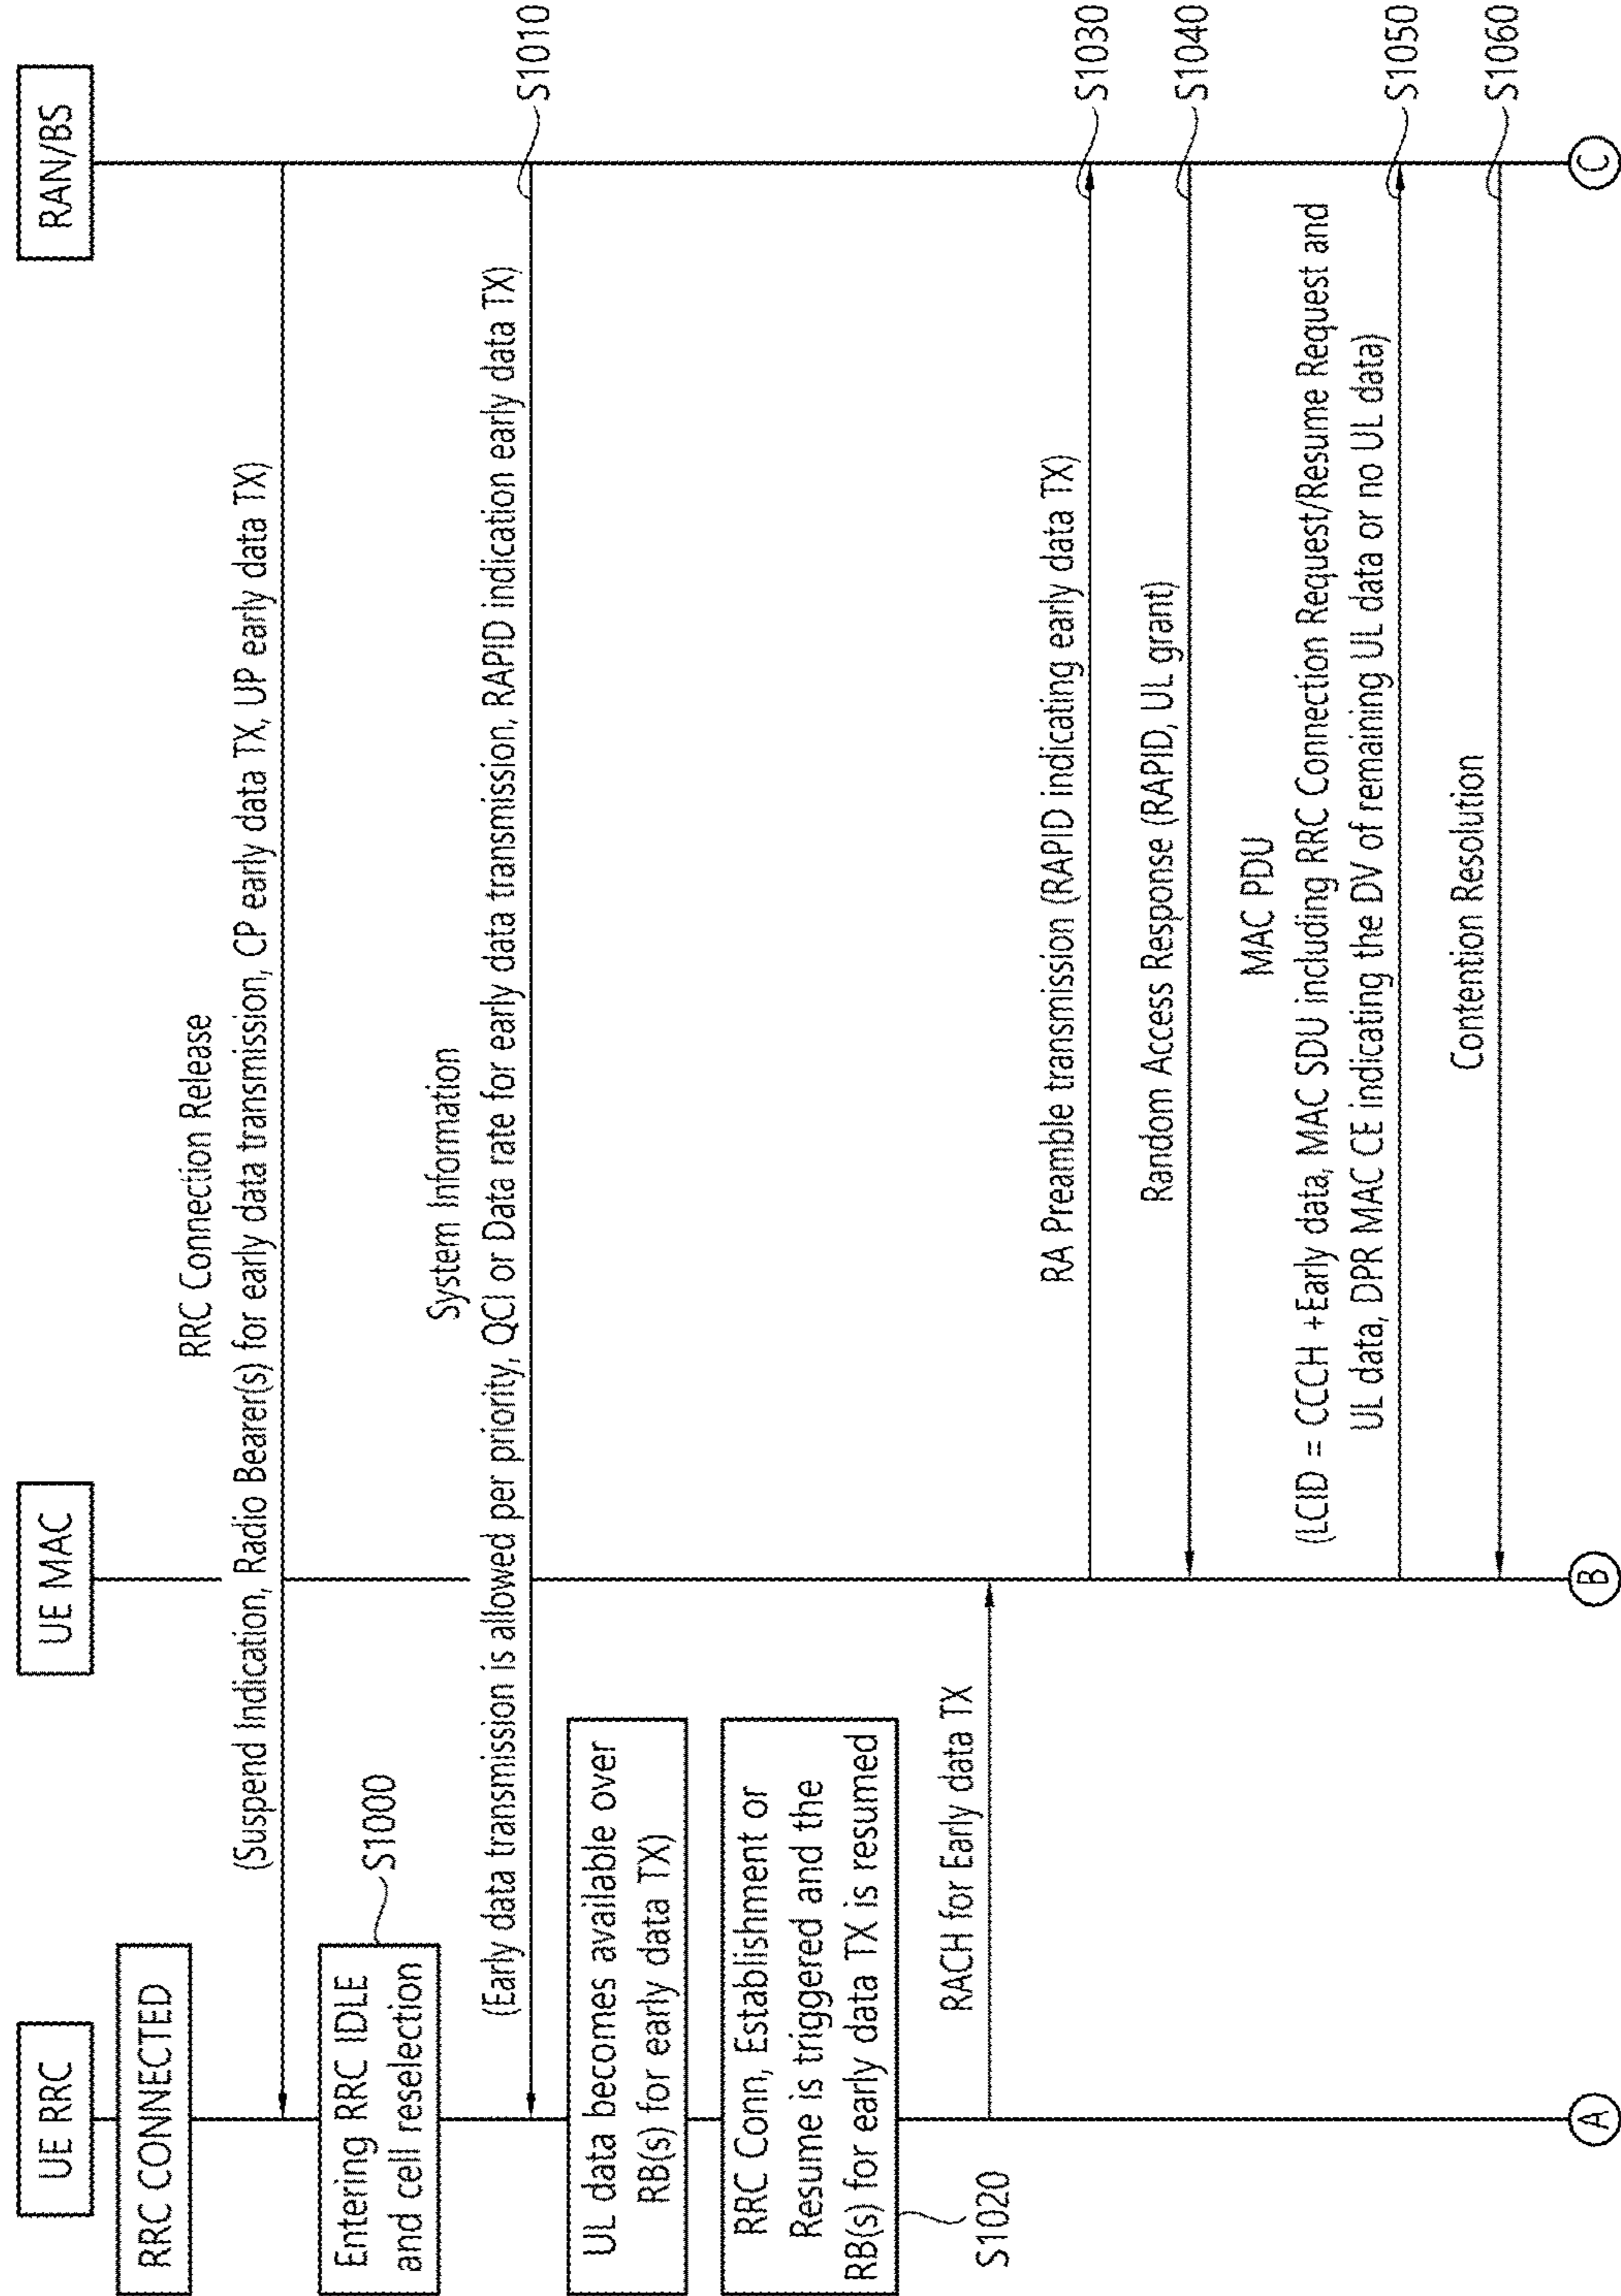 UE RRC
UE MAC
RAN/BS
RRC CONNECTED
RRC Connection Release
(Suspend Indication, Radio Bearer(s) for early data transmission, CP early data TX, UP early data TX)
Entering RRC IDLE
and cell reselection
S1000
System Information
(Early data transmission is allowed per priority, QCI or Data rate for early data transmission, RAPID indication early data TX)
S1010
UL data becomes available over
RB(s) for early data TX)
RRC Conn, Establishment or
Resume is triggered and the
RB(s) for early data TX is resumed
S1020
RACH for Early data TX
RA Preamble transmission (RAPID indicating early data TX)
S1030
Random Access Response (RAPID, UL grant)
S1040
MAC PDU
(LCID = CCCH +Early data, MAC SDU including RRC Connection Request/Resume Request and
UL data, DPR MAC CE indicating the DV of remaining UL data or no UL data)
S1050
Contention Resolution
S1060
A
B
C